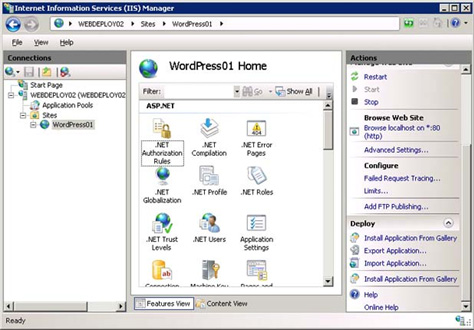 Internet Information Services (IIS) Manager
WEBDEPLOY02 Sites WordPress01
File View Help
Connections
Start Page
WEBDEPLOY02 (WEBDEPLOY02
Application Pools
Sites
WordPress01
WordPress01 Home
Filter: Show All
ASP.NET
.NET Authorization Rules
.NET Compilation
.NET Error Pages
.NET Globalization
.NET Profile
.NET Roles
.NET Trust Levels
.NET Users
Application Settings
Connection
Pages and
Features View Content View
Actions
Manage Web Site
Restart
Start
Stop
Browse Web Site
Browse localhost on *:80 (http)
Advanced Settings...
Configure
Failed Request Tracing...
Limits...
Add FTP Publishing...
Deploy
Install Application From Gallery
Export Application...
Import Application...
Install Application From Gallery
Help
Online Help
Ready